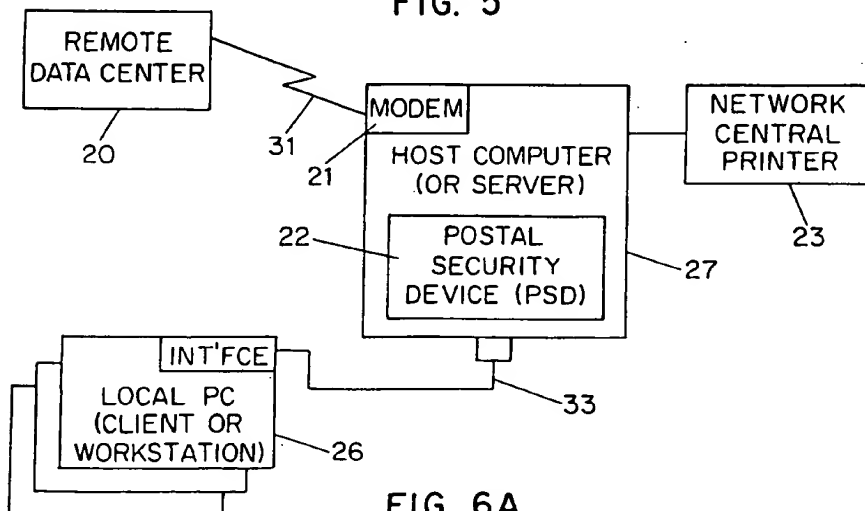 FIG. 5
REMOTE
DATA CENTER
20
31
MODEM
21
HOST COMPUTER
(OR SERVER)
22
POSTAL
SECURITY
DEVICE (PSD)
27
NETWORK
CENTRAL
PRINTER
23
INT'FCE
LOCAL PC
(CLIENT OR
WORKSTATION)
26
33
FIG. 6A